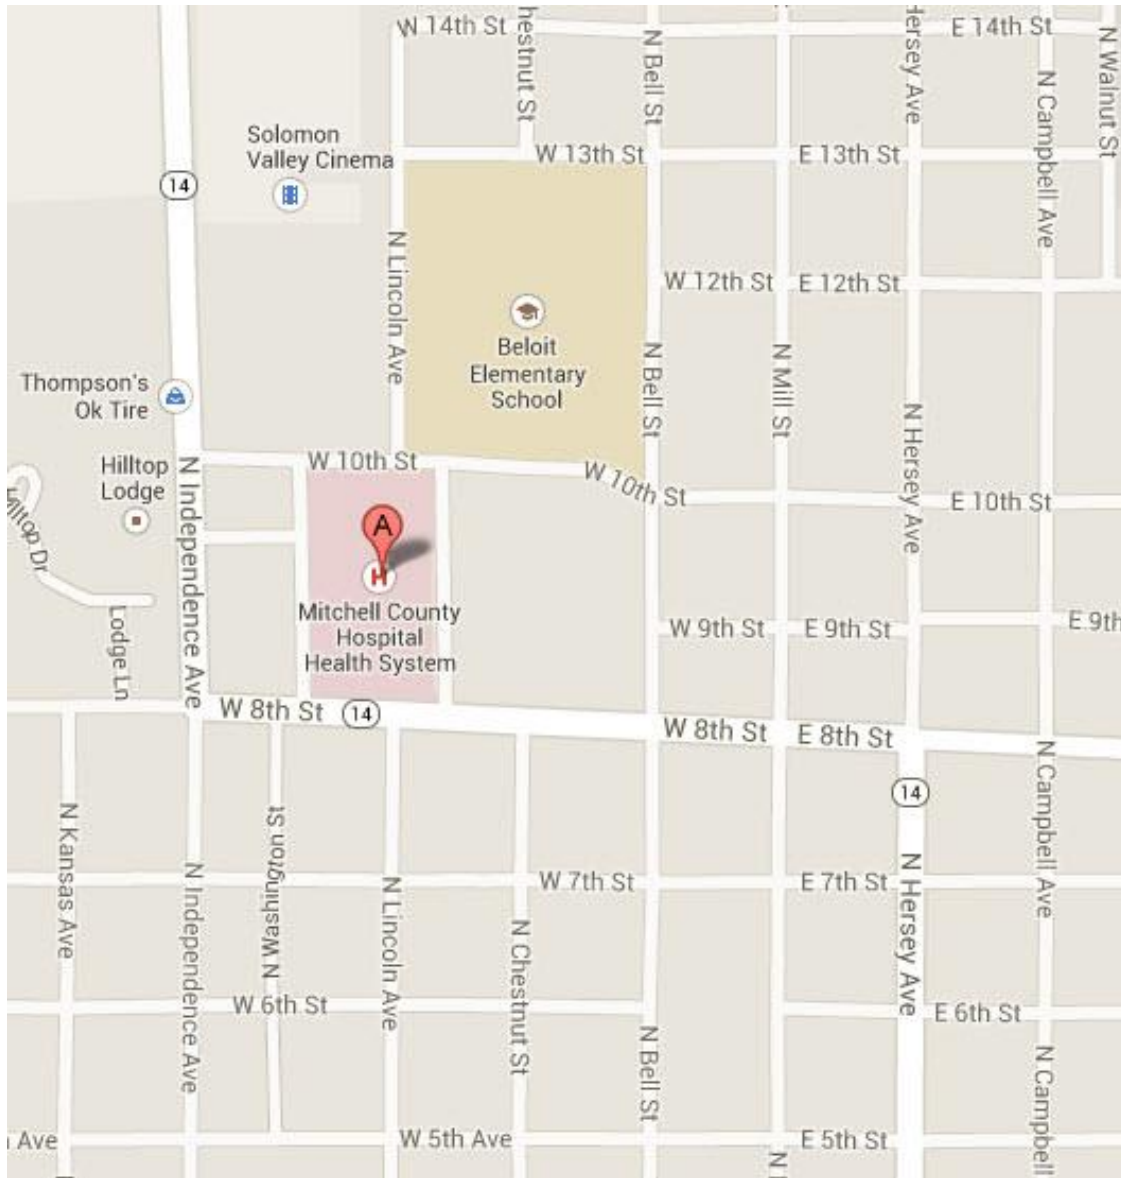 W 14th St
hestnut St
N Bell St
Hersey Ave
E 14th St
N Walnut St
N Campbell Ave
Solomon
Valley Cinema
W 13th St
E 13th St
14
N Lincoln Ave
W 12th St
E 12th St
Beloit
Elementary
School
N Bell St
N Mill St
Thompson's
Ok Tire
N Hersey Ave
Hilltop
Lodge
W 10th St
W 10th St
E 10th St
N Independence Ave
A
H
Mitchell County
Hospital
Health System
Lodge Ln
W 9th St
E 9th St
E 9th
W 8th St
14
W 8th St
E 8th St
14
N Kansas Ave
N Independence Ave
N Washington St
N Lincoln Ave
N Chestnut St
W 7th St
E 7th St
N Hersey Ave
N Campbell Ave
W 6th St
E 6th St
N Bell St
N Campbell
Ave
W 5th Ave
E 5th St
N